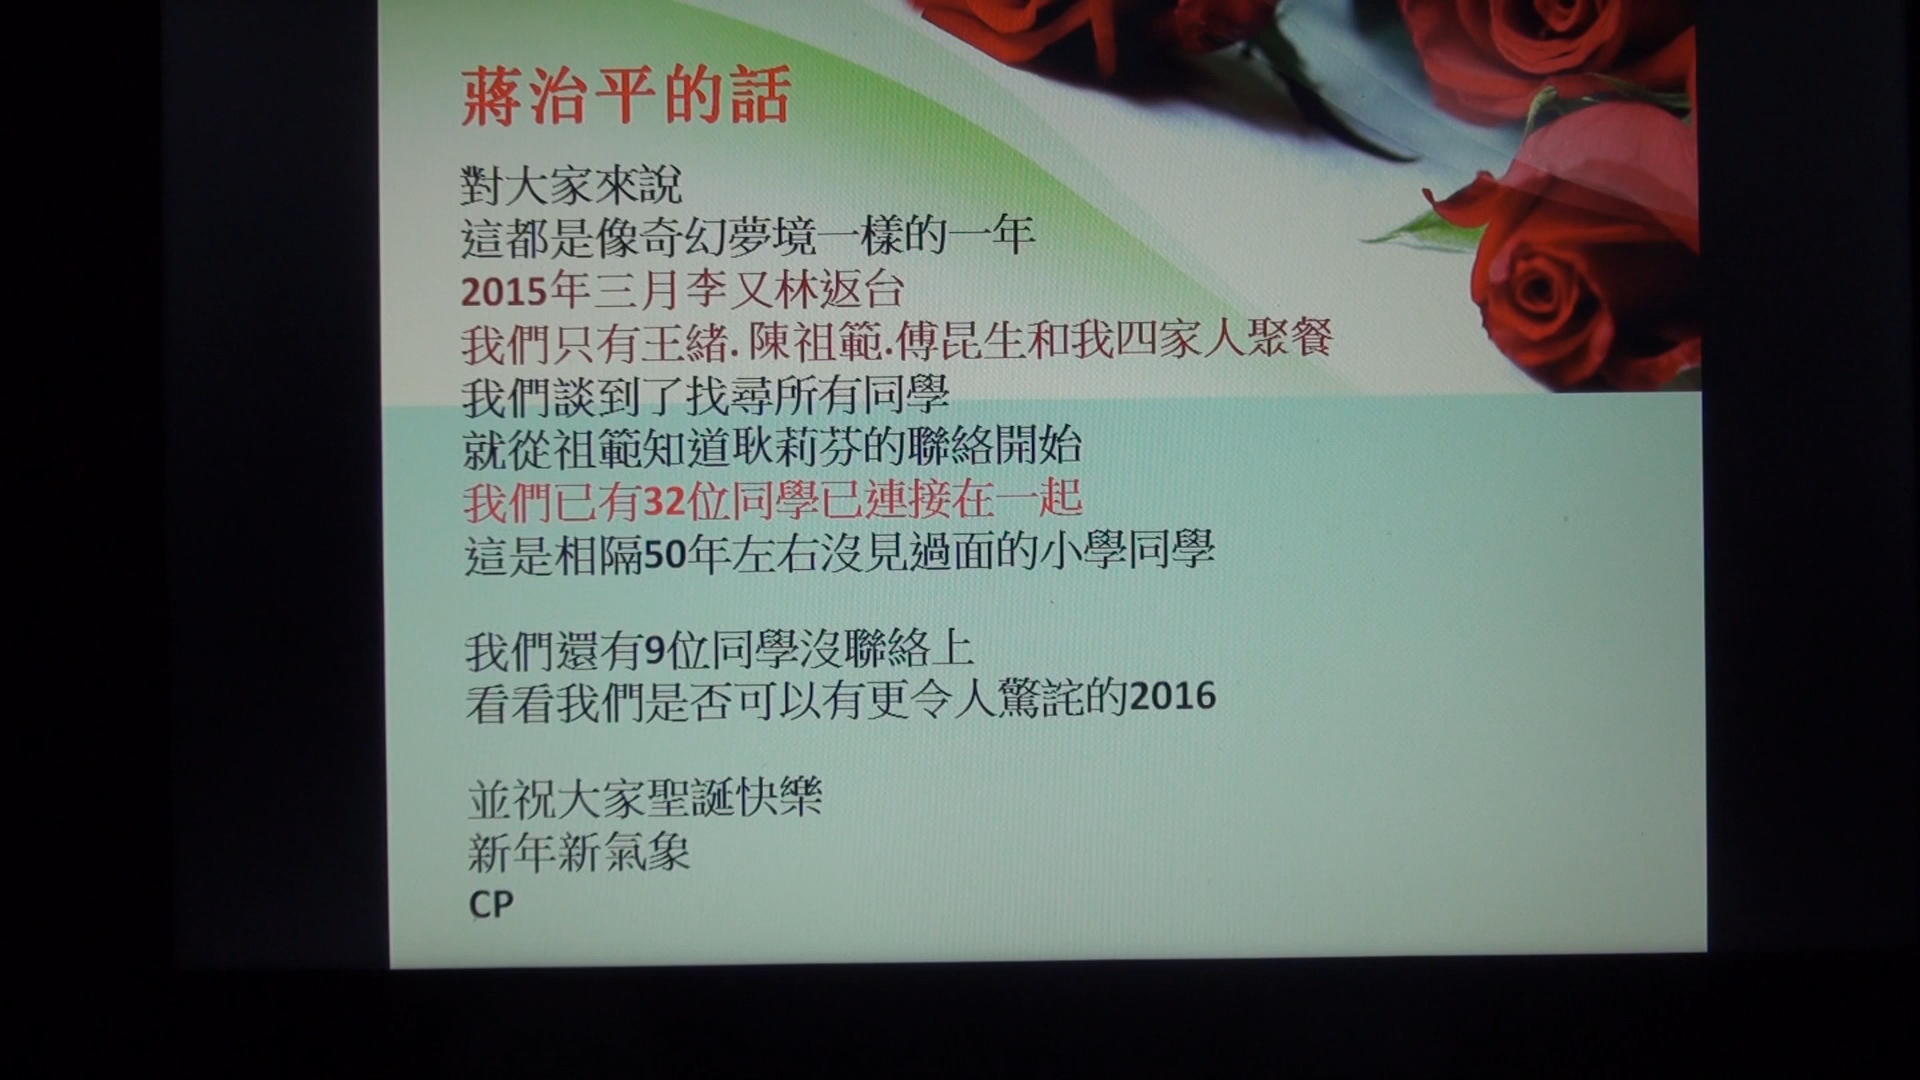 蔣治平的話
對大家來說
這都是像奇幻夢境一樣的一年
2015年三月李又林返台
我們只有王緒.陳祖範.傅昆生和我四家人聚餐
我們談到了找尋所有同學
就從祖範知道耿莉芬的聯絡開始
我們已有32位同學已連接在一起
這是相隔50年左右沒見過面的小學同學
我們還有9位同學沒聯絡上
看看我們是否可以有更令人驚詫的2016
並祝大家聖誕快樂
新年新氣象
CP